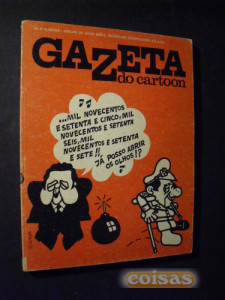 GAZETA
do cartoon
...MIL NOVECENTOS
E SETENTA E CINCO, MIL
NOVECENTOS E SETENTA
SEIS, MIL
NOVECENTOS E SETENTA
E SETE!!
JÁ POSSO ABRIR
OS OLHOS!?
coisas